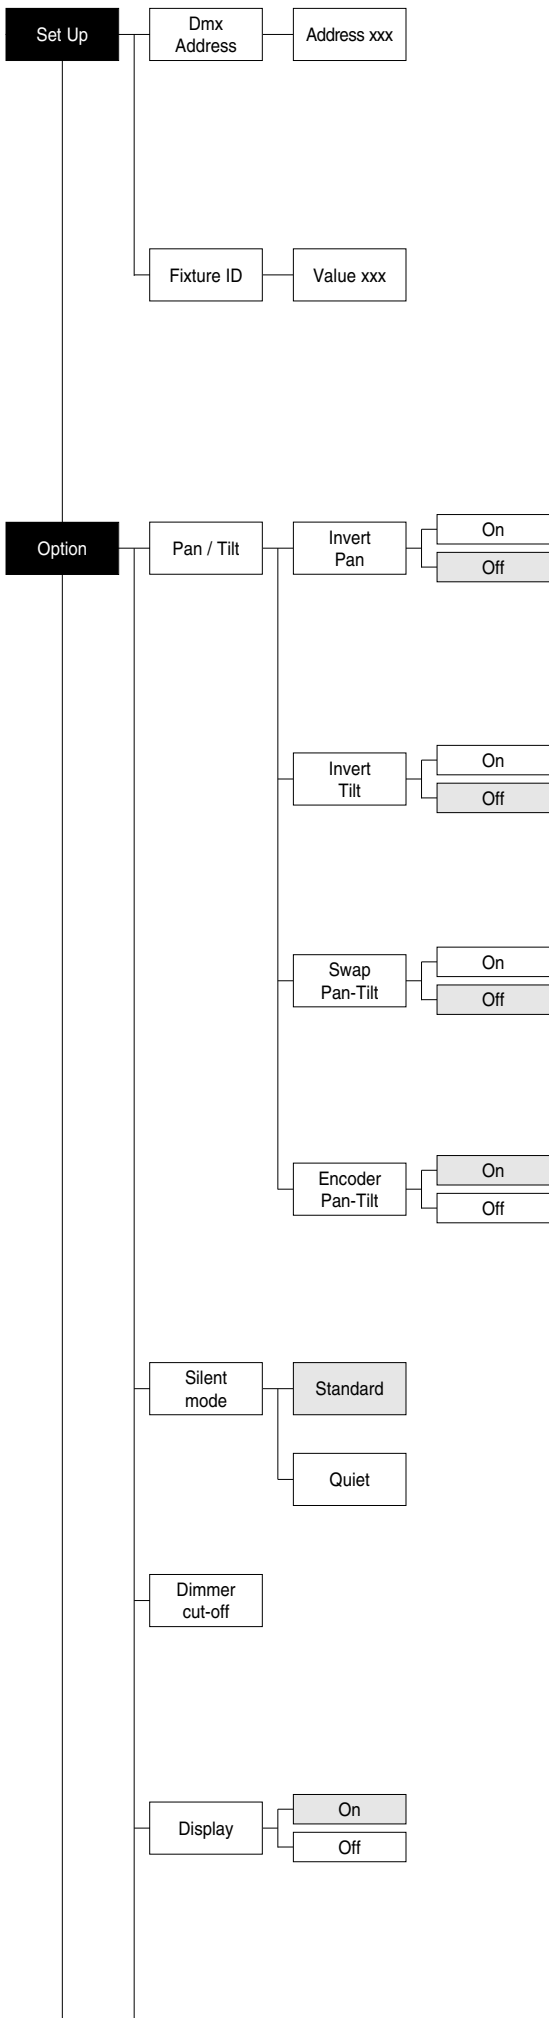 Set Up
Dmx
Address
Address xxx
Fixture ID
Value xxx
Option
Pan / Tilt
Invert
Pan
On
Off
Invert
Tilt
On
Off
Swap
Pan-Tilt
On
Off
Encoder
Pan-Tilt
On
Off
Silent
mode
Standard
Quiet
Dimmer
cut-off
Display
On
Off